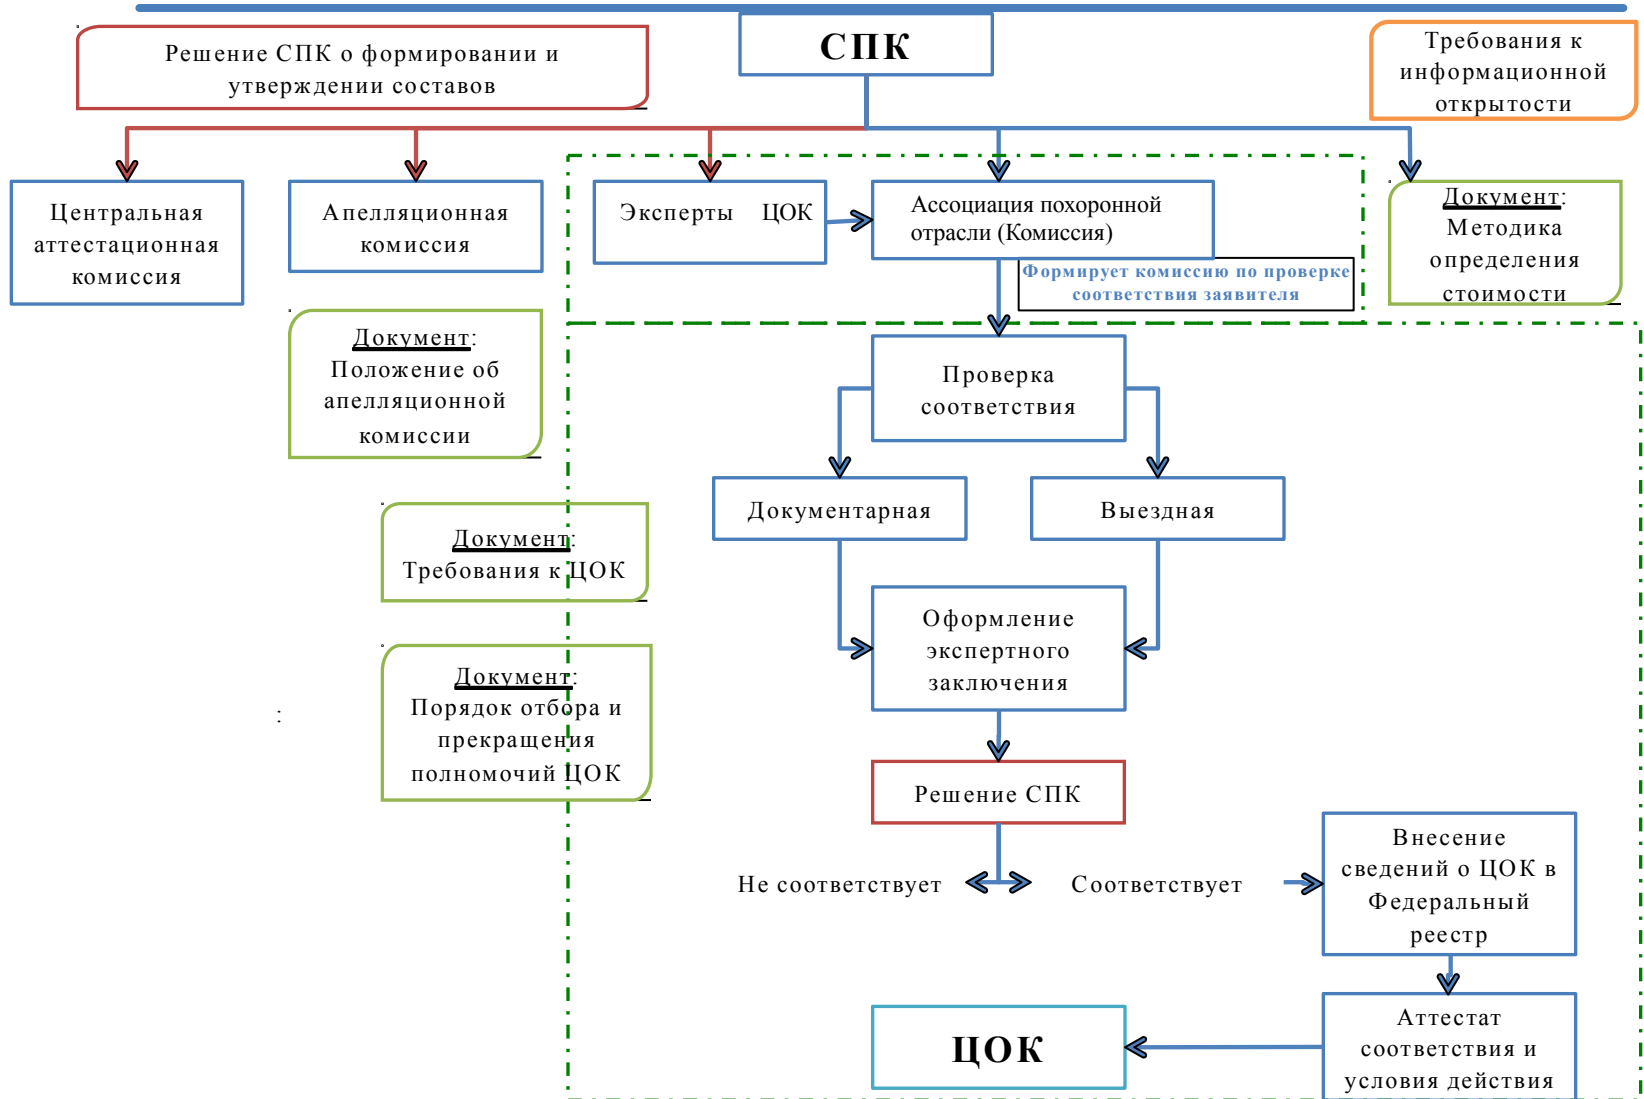 СПК
Решение СПК о формировании и
утверждении составов
Требования к
информационной
открытости
Центральная
аттестационная
комиссия
Апелляционная
комиссия
Эксперты ЦОК
Ассоциация похоронной
отрасли (Комиссия)
Формирует комиссию по проверке
соответствия заявителя
Документ:
Методика
определения
стоимости
Документ:
Положение об
апелляционной
комиссии
Проверка
соответствия
Документарная
Выездная
Документ:
Требования к ЦОК
Оформление
экспертного
заключения
Документ:
Порядок отбора и
прекращения
полномочий ЦОК
:
Решение СПК
Не соответствует
Соответствует
Внесение
сведений о ЦОК в
Федеральный
реестр
Аттестат
соответствия и
условия действия
ЦОК